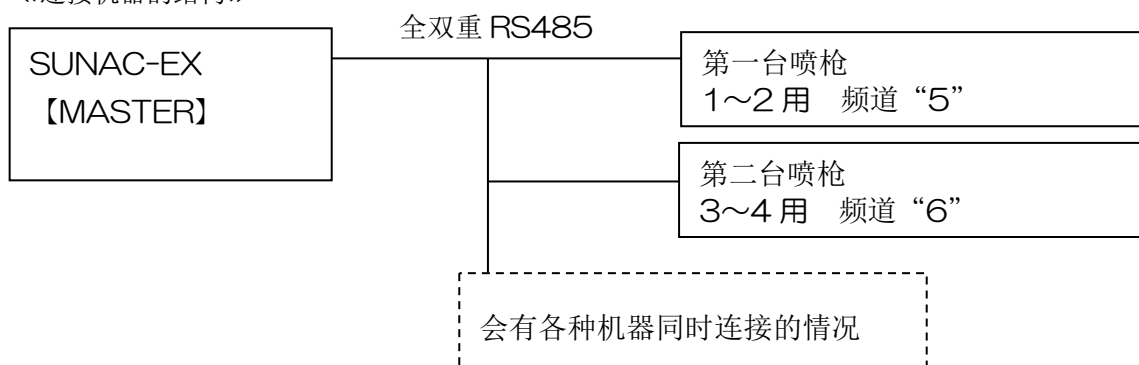 全双重 RS485
SUNAC-EX
【MASTER】
第一台喷枪
1～2 用　频道“5”
第二台喷枪
3～4 用　频道“6”
会有各种机器同时连接的情况